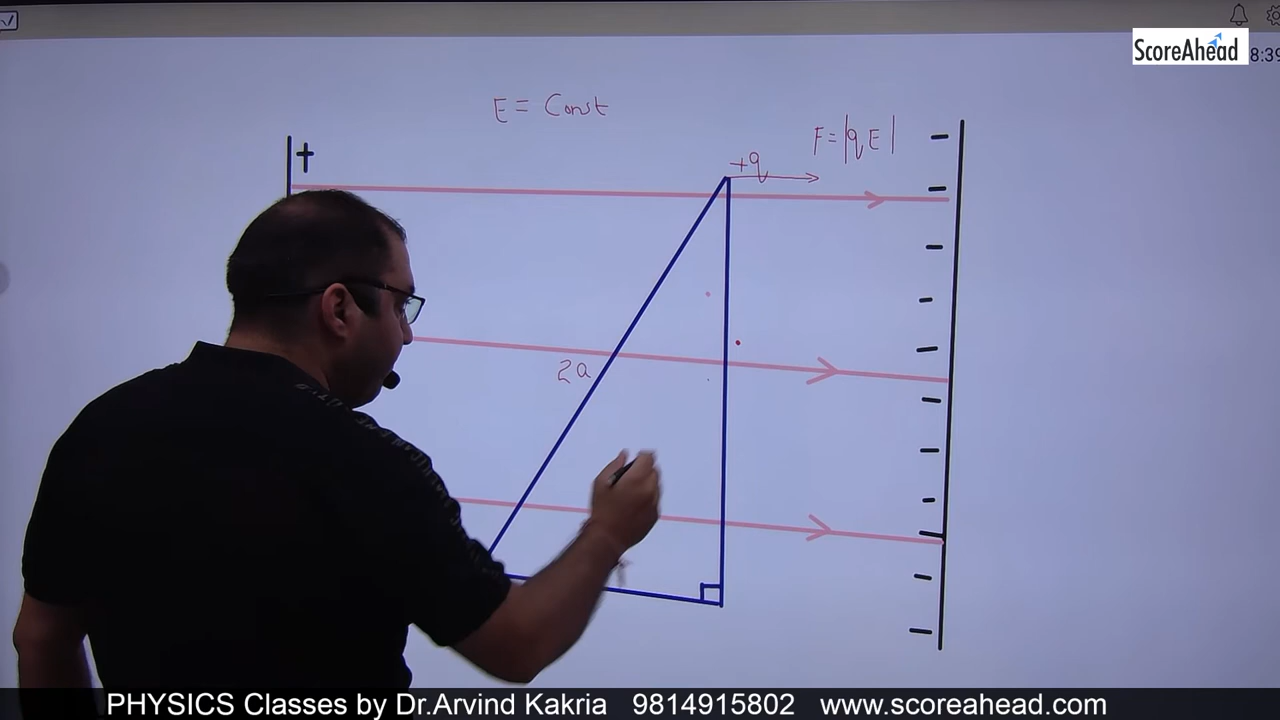 ScoreAhead
8:39
E = Const
+
F = |qE|
+q
2a
PHYSICS Classes by Dr.Arvind Kakria 9814915802 www.scoreahead.com